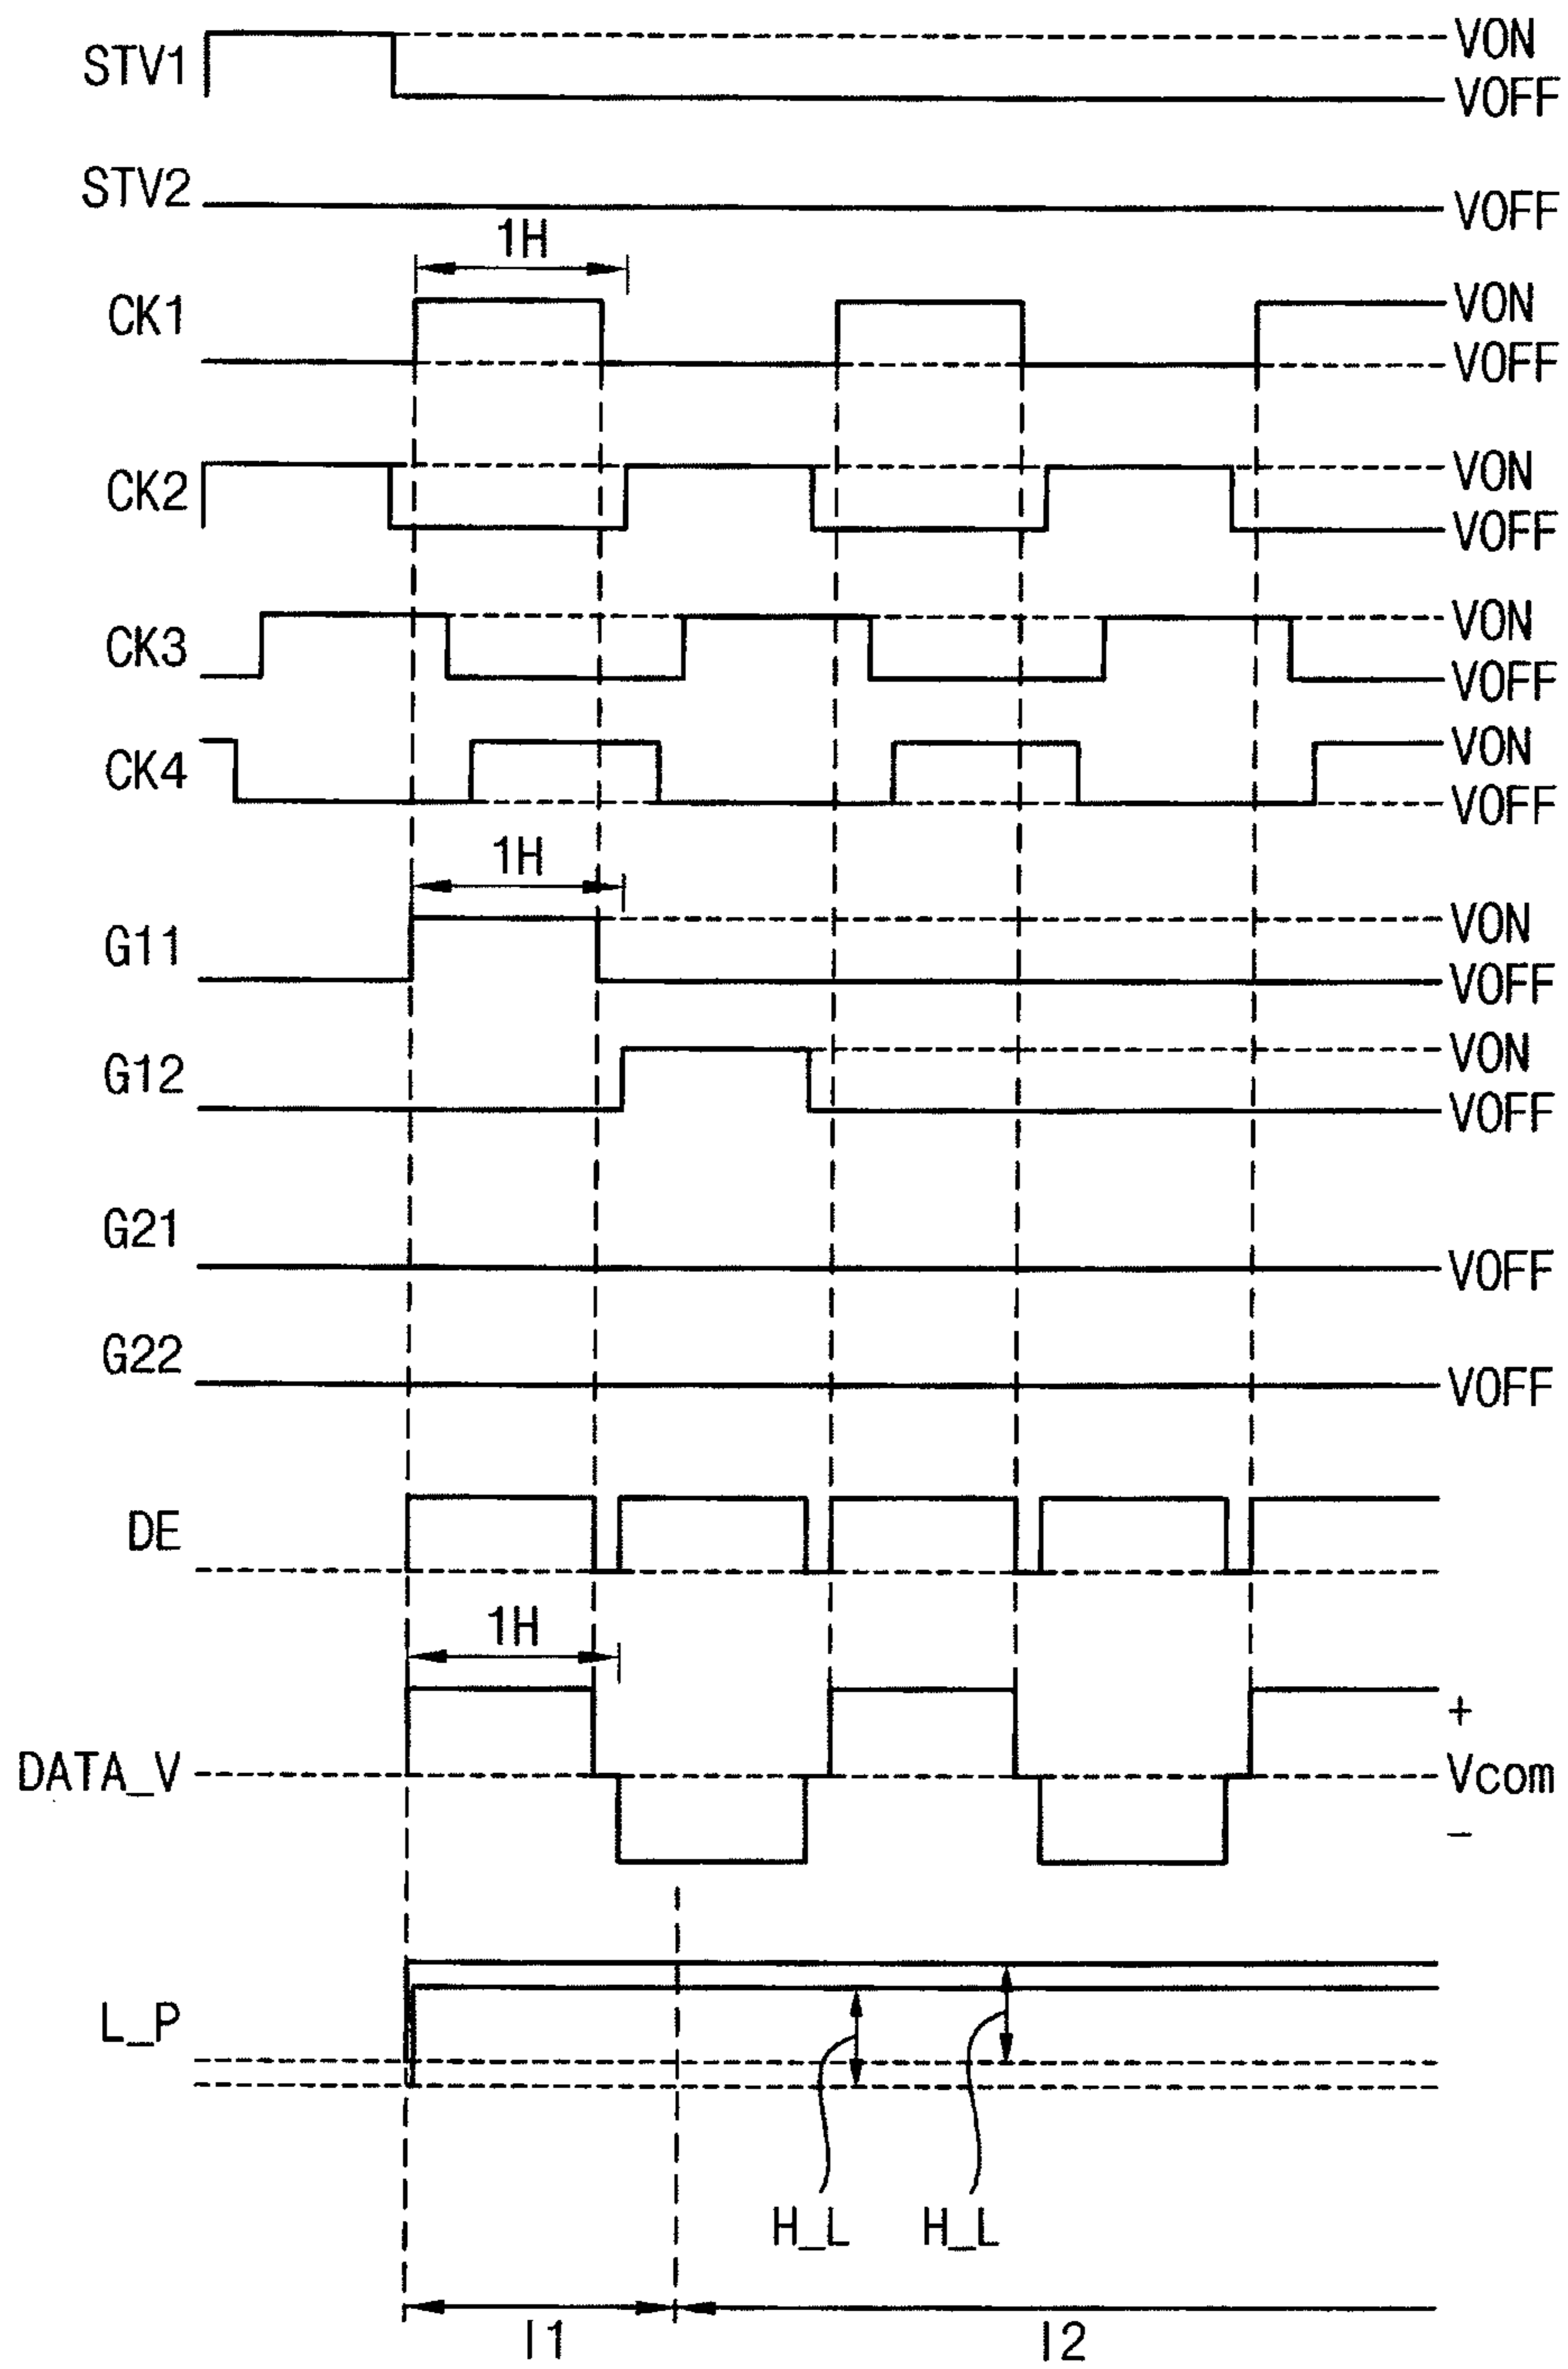 STV1 VON
VOFF
STV2 VOFF
1H
CK1 VON
VOFF
CK2 VON
VOFF
CK3 VON
VOFF
CK4 VON
VOFF
1H
G11 VON
VOFF
G12 VON
VOFF
G21 VOFF
G22 VOFF
DE
1H
+
DATA_V Vcom
-
L_P
H_L H_L
I1 I2